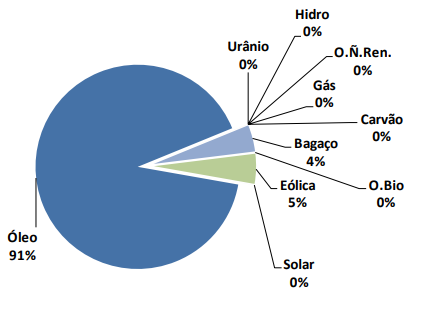 Hidro
0%
Urânio
0%
O.Ñ.Ren.
0%
Gás
0%
Carvão
0%
Bagaço
4%
Eólica
5%
O.Bio
0%
Óleo
91%
Solar
0%